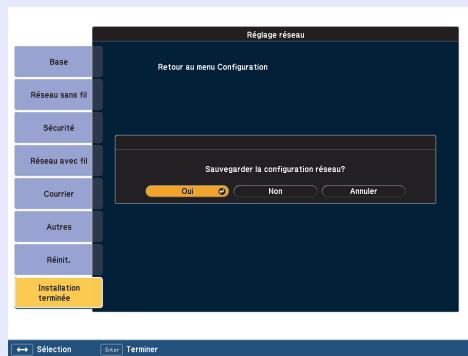 Réglage réseau
Base
Retour au menu Configuration
Réseau sans fil
Sécurité
Réseau avec fil
Sauvegarder la configuration réseau?
Oui Non Annuler
Courrier
Autres
Réinit.
Installation
terminée
Sélection Enter Terminer